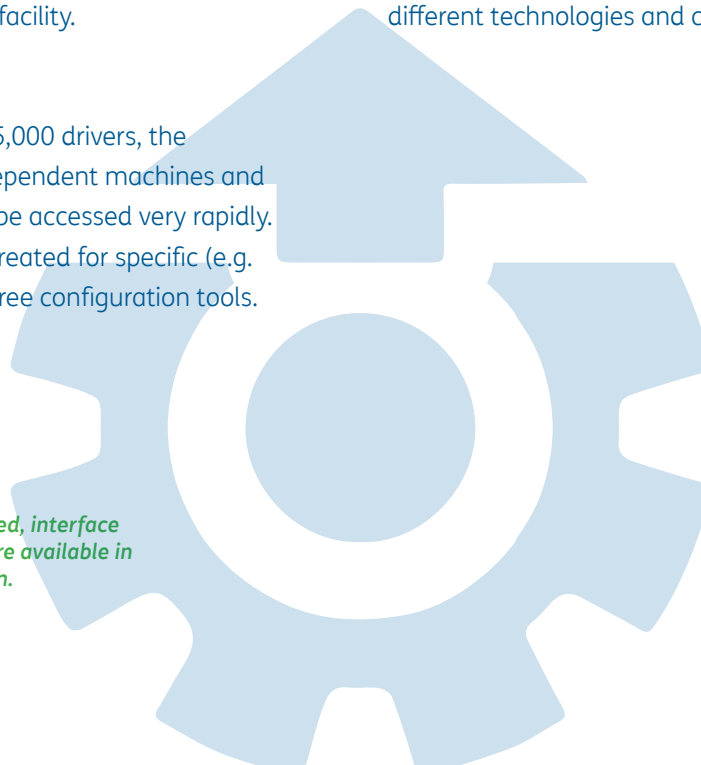 facility.
5,000 drivers, the
ependent machines and
be accessed very rapidly.
reated for specific (e.g.
ree configuration tools.
ed, interface
re available in
n.
different technologies and c